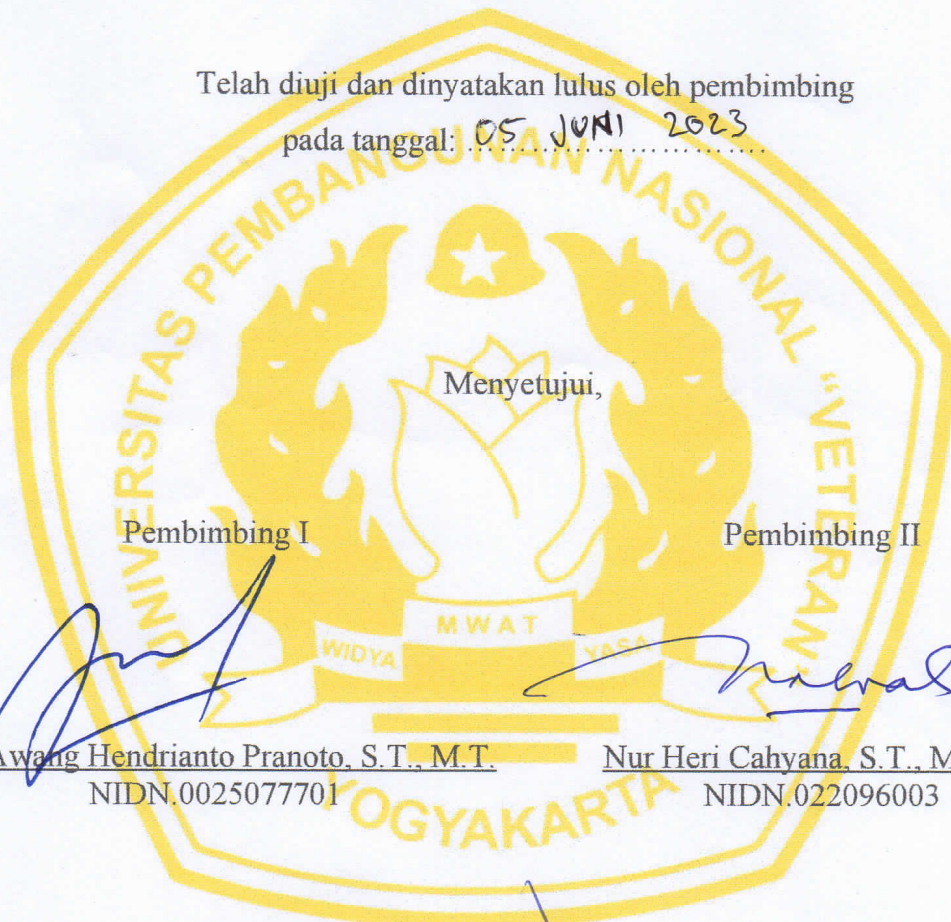 Telah diuji dan dinyatakan lulus oleh pembimbing
pada tanggal: 05 JUNI 2023
UNIVERSITAS PEMBANGUNAN NASIONAL "VETERAN"
Menyetujui,
Pembimbing I Pembimbing II
WIDYA MWAT YASA
Awang Hendrianto Pranoto, S.T., M.T. Nur Heri Cahyana, S.T., M
NIDN.0025077701 NIDN.022096003
YOGYAKARTA